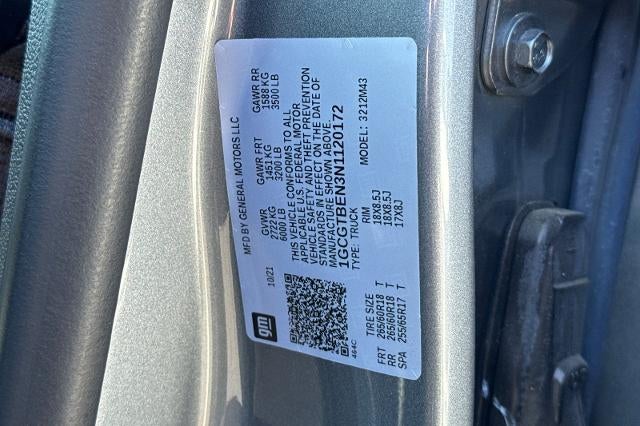 MFD BY GENERAL MOTORS LLC
10/21
gm
GVWR GAWR FRT GAWR RR
2722 KG 1451 KG 1588 KG
6000 LB 3200 LB 3500 LB
THIS VEHICLE CONFORMS TO ALL
APPLICABLE U.S. FEDERAL MOTOR
VEHICLE SAFETY AND THEFT PREVENTION
STANDARDS IN EFFECT ON THE DATE OF
MANUFACTURE SHOWN ABOVE.
1GCGTBEN3N1120172
TYPE: TRUCK MODEL: 3212M43
464C
TIRE SIZE RIM
FRT 265/60R18 T 18X8.5J
RR 265/60R18 T 18X8.5J
SPA 255/65R17 T 17X8J